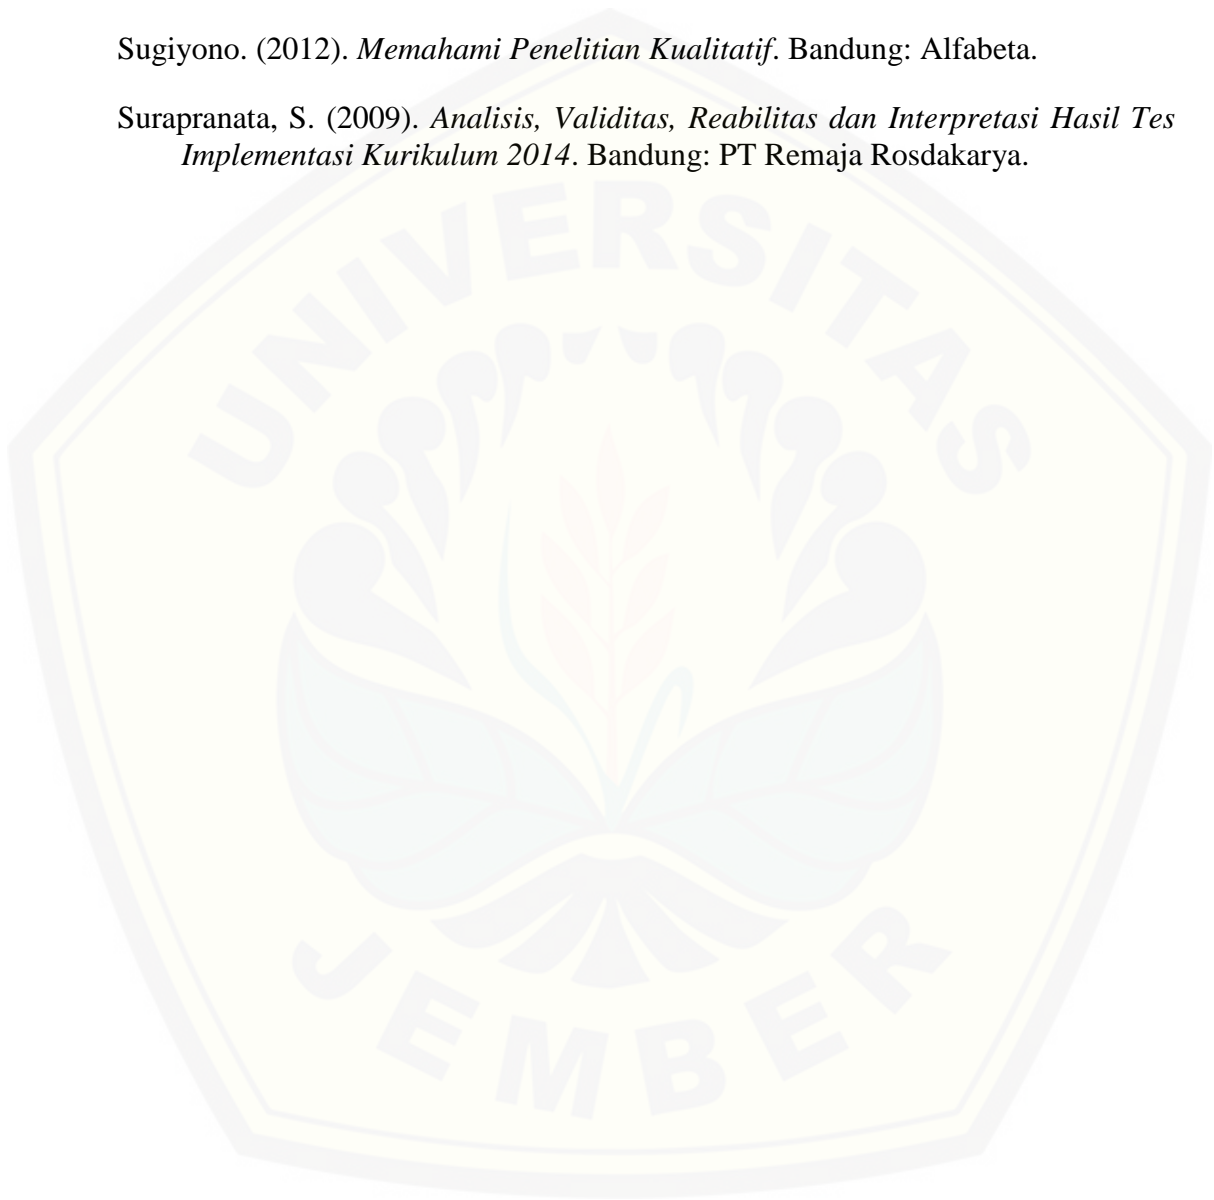 Sugiyono. (2012). Memahami Penelitian Kualitatif. Bandung: Alfabeta.
Surapranata, S. (2009). Analisis, Validitas, Reabilitas dan Interpretasi Hasil Tes
Implementasi Kurikulum 2014. Bandung: PT Remaja Rosdakarya.
UNIVERSITAS
JEMBER